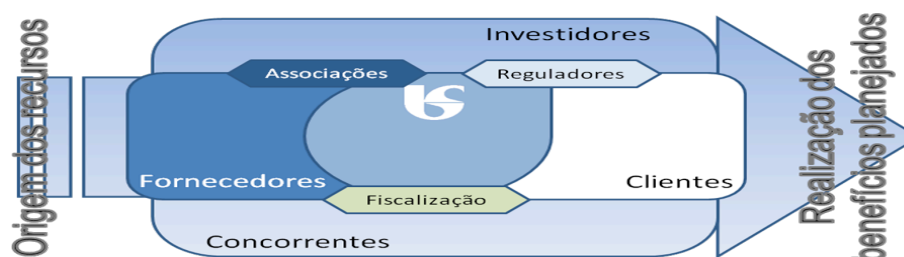 Origem dos recursos
Investidores
Associações
Reguladores
Fornecedores
Clientes
Fiscalização
Concorrentes
Realização dos
benefícios planejados